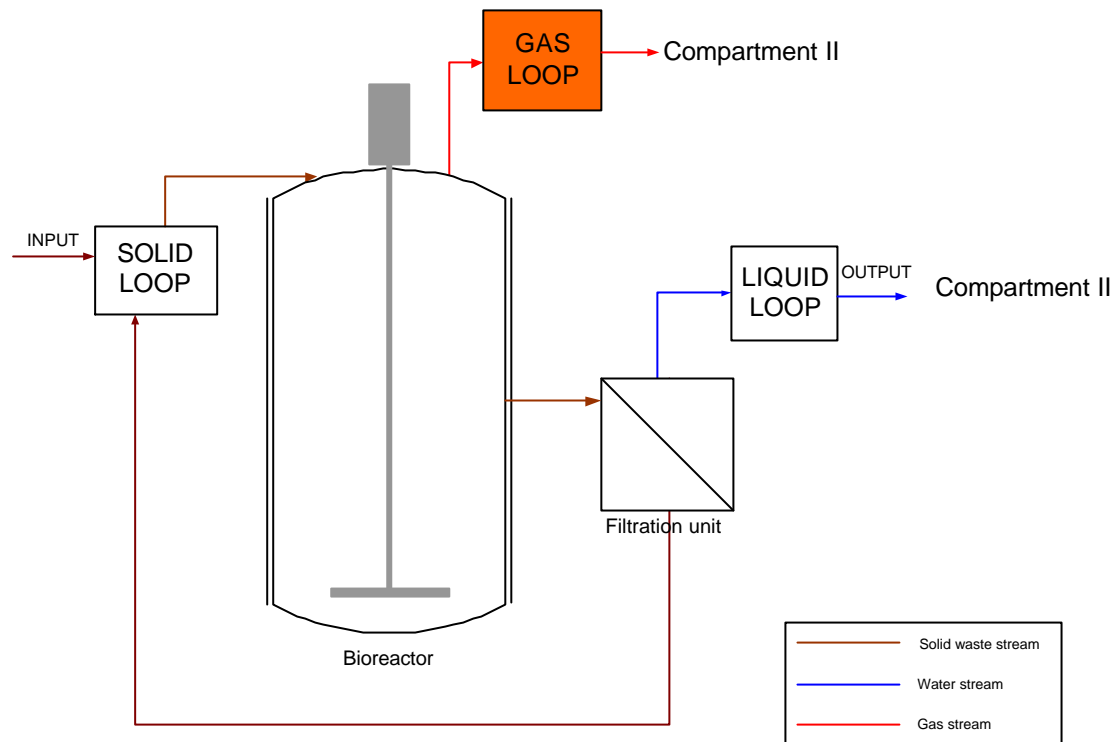 GAS
LOOP
Compartment II
INPUT
SOLID
LOOP
LIQUID
LOOP
OUTPUT
Compartment II
Filtration unit
Bioreactor
Solid waste stream
Water stream
Gas stream